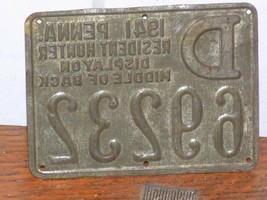 1941 PENNA.
D
RESIDENT HUNTER
DISPLAY ON
MIDDLE OF BACK
69232